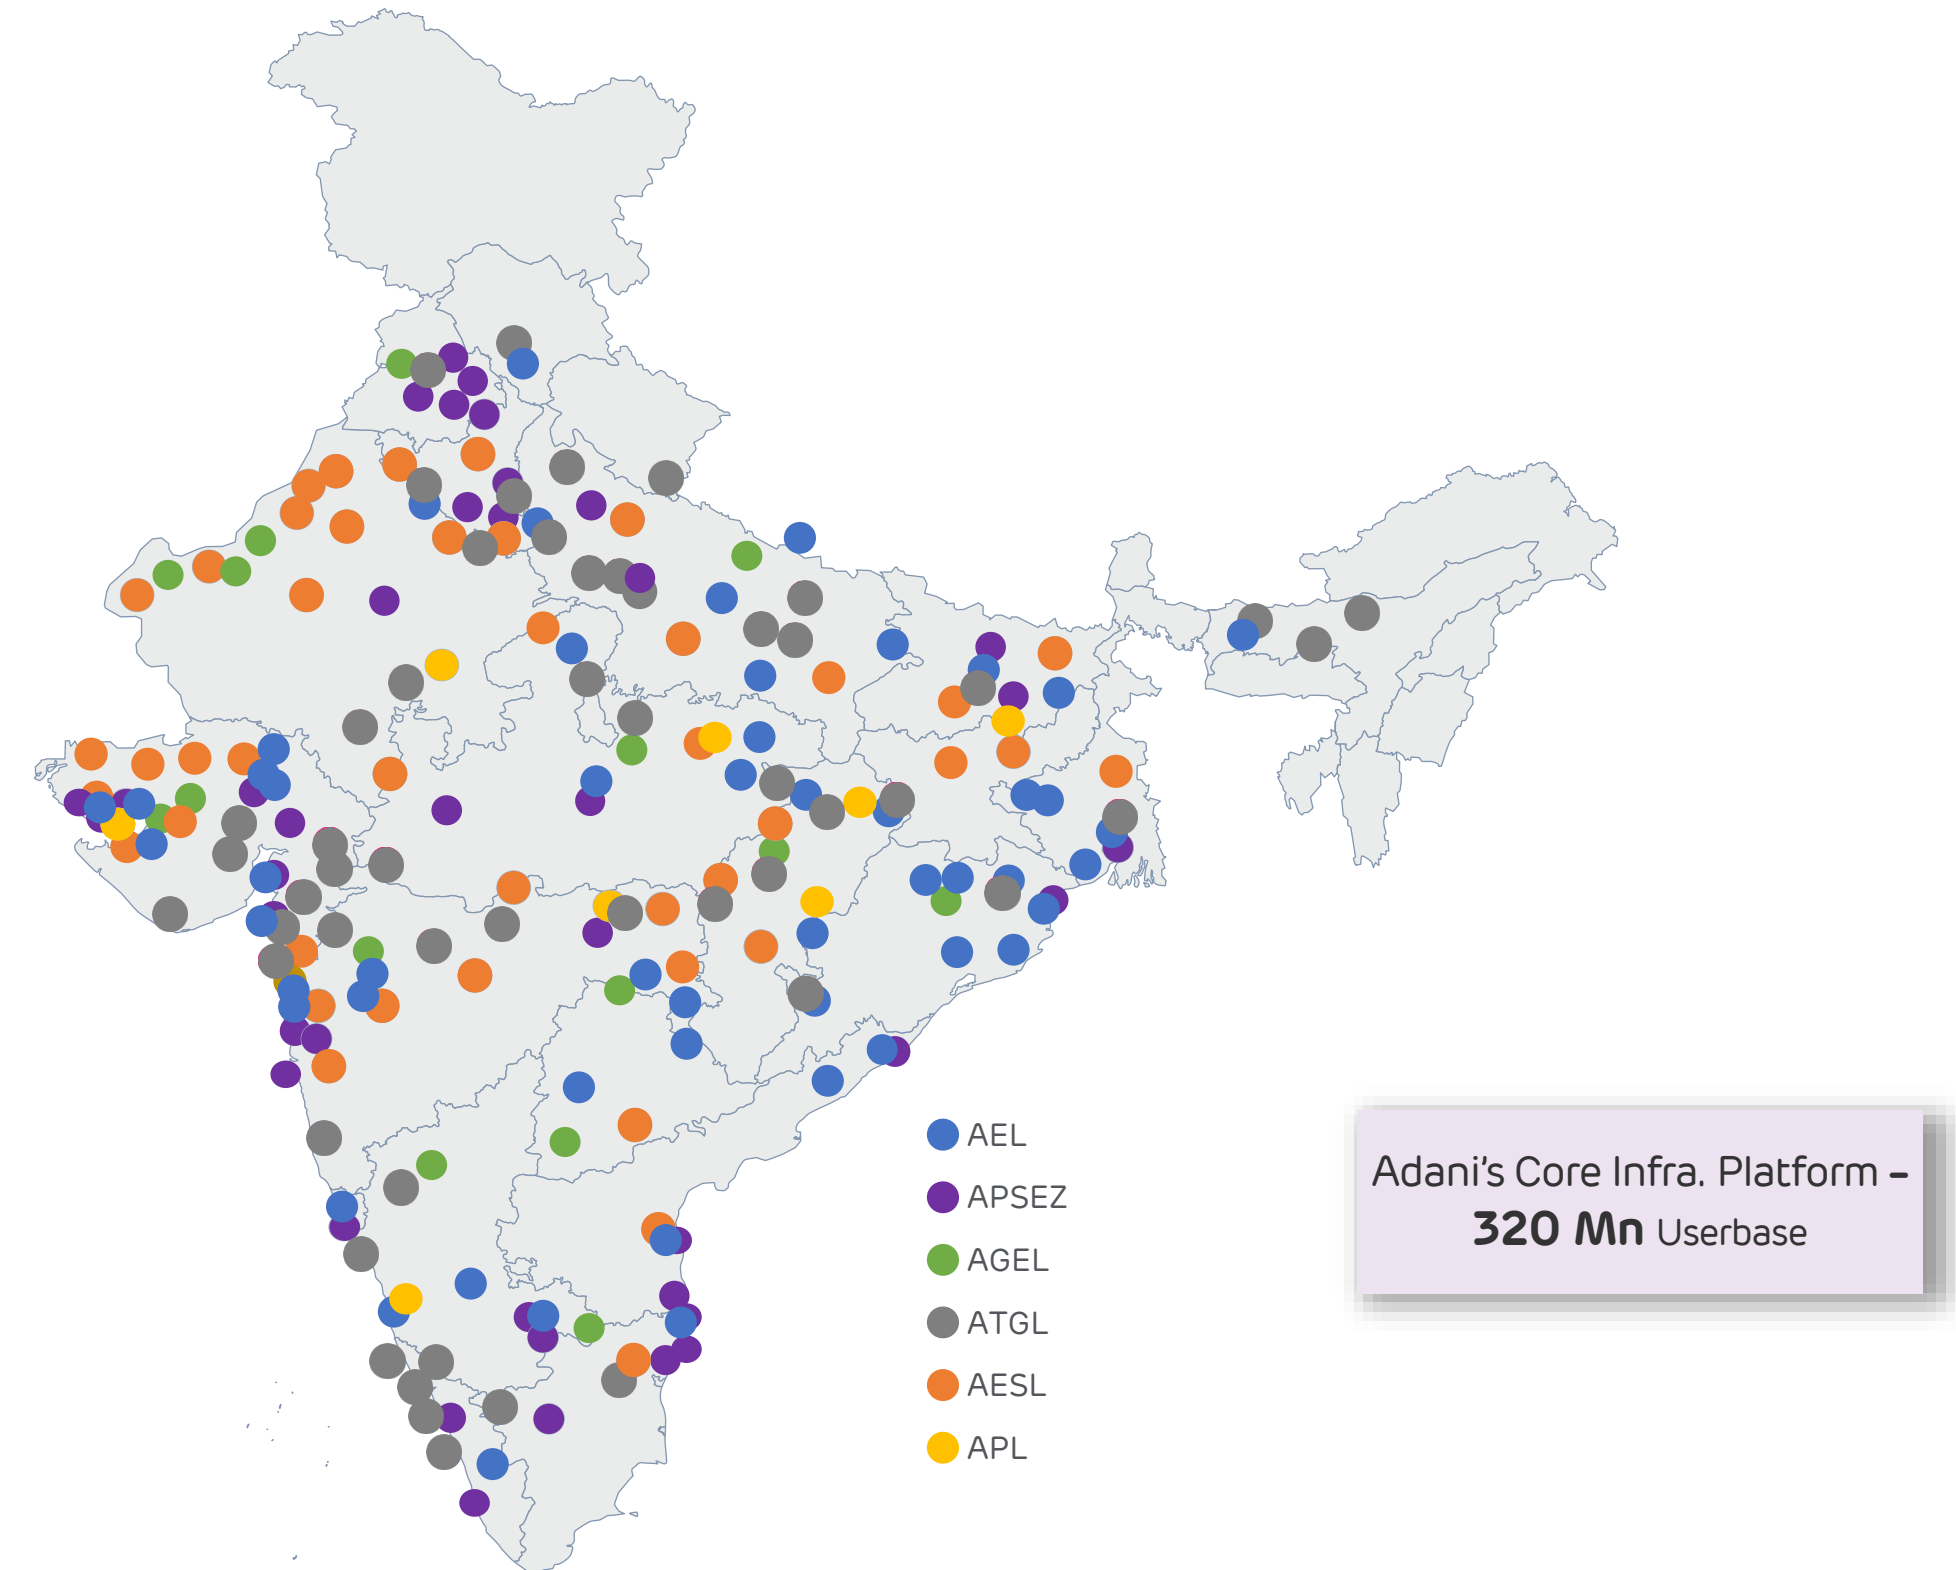 AEL
APSEZ
AGEL
ATGL
AESL
APL
Adani's Core Infra. Platform –
320 Mn Userbase